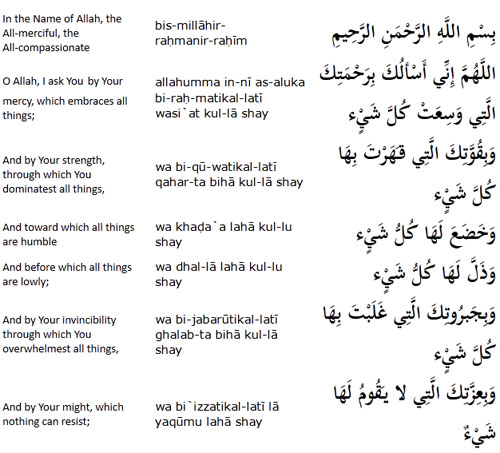 In the Name of Allah, the
All-merciful, the
All-compassionate
bis-millāhir-
raḥmanir-raḥīm
بِسْمِ اللَّهِ الرَّحْمَنِ الرَّحِيمِ
O Allah, I ask You by Your
mercy, which embraces all
things;
allahumma in-nī as-aluka
bi-raḥ-matikal-latī
wasi`at kul-lā shay
اللَّهُمَّ إِنِّي أَسْأَلُكَ بِرَحْمَتِكَ
الَّتِي وَسِعَتْ كُلَّ شَيْءٍ
And by Your strength,
through which You
dominatest all things,
wa bi-qū-watikal-latī
qahar-ta bihā kul-lā shay
وَبِقُوَّتِكَ الَّتِي قَهَرْتَ بِهَا
كُلَّ شَيْءٍ
And toward which all things
are humble
wa khaḍa`a lahā kul-lu
shay
وَخَضَعَ لَهَا كُلُّ شَيْءٍ
And before which all things
are lowly;
wa dhal-lā lahā kul-lu
shay
وَذَلَّ لَهَا كُلُّ شَيْءٍ
And by Your invincibility
through which You
overwhelmest all things,
wa bi-jabarūtikal-latī
ghalab-ta bihā kul-lā
shay
وَبِجَبَرُوتِكَ الَّتِي غَلَبْتَ بِهَا
كُلَّ شَيْءٍ
And by Your might, which
nothing can resist;
wa bi`izzatikal-latī lā
yaqūmu lahā shay
وَبِعِزَّتِكَ الَّتِي لا يَقُومُ لَهَا
شَيْءٌ